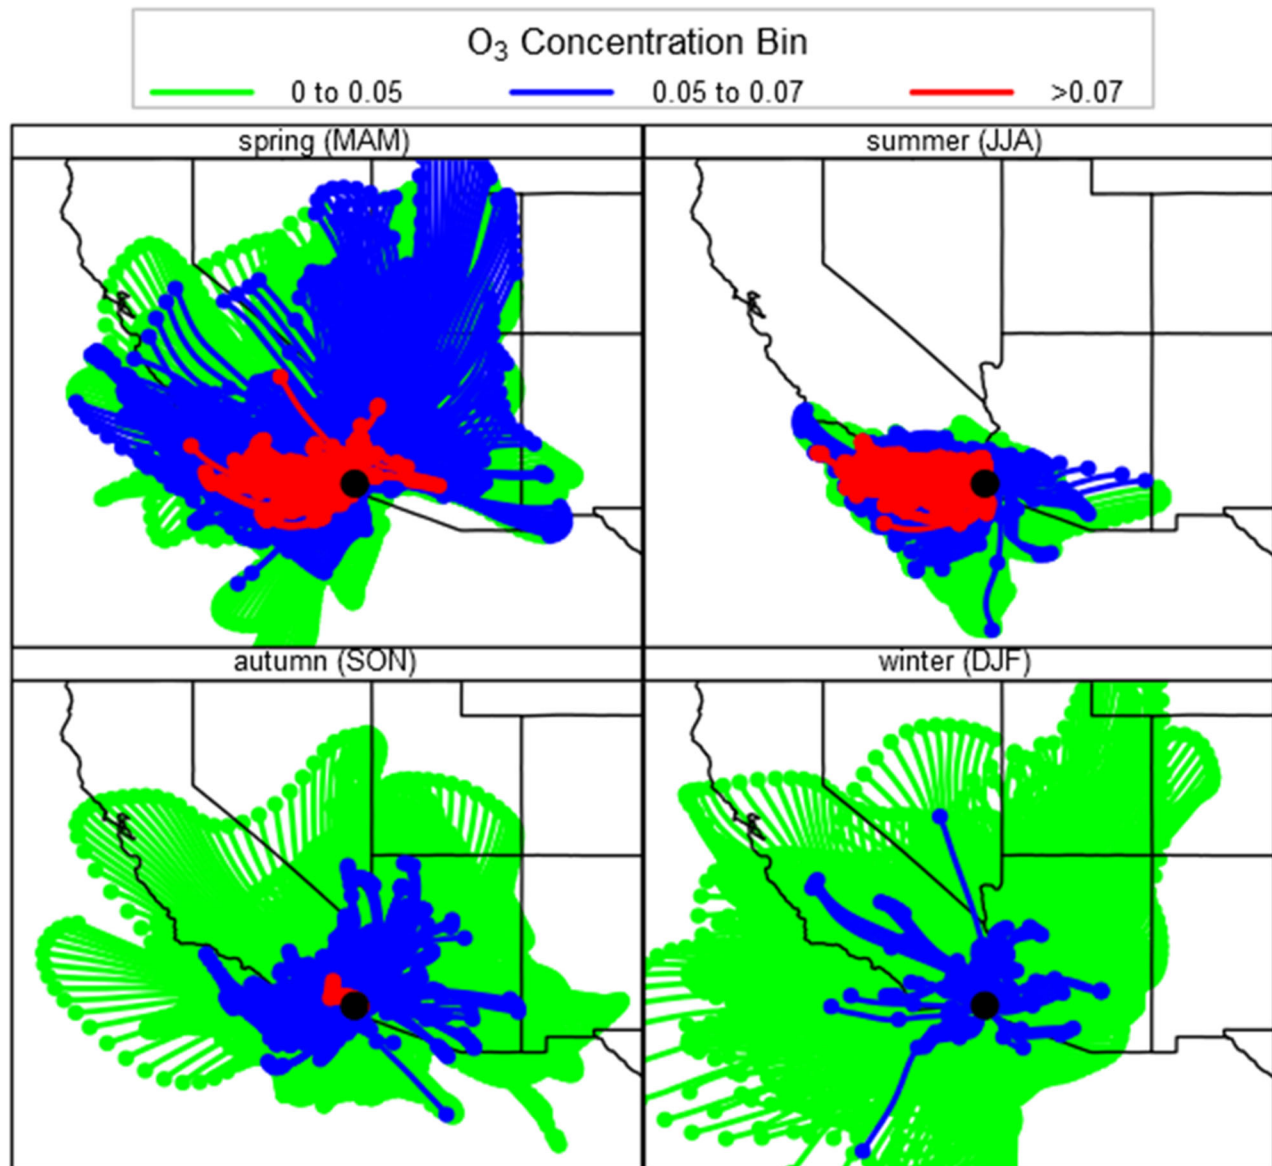 O3 Concentration Bin
0 to 0.05 0.05 to 0.07 >0.07
spring (MAM) summer (JJA)
autumn (SON) winter (DJF)